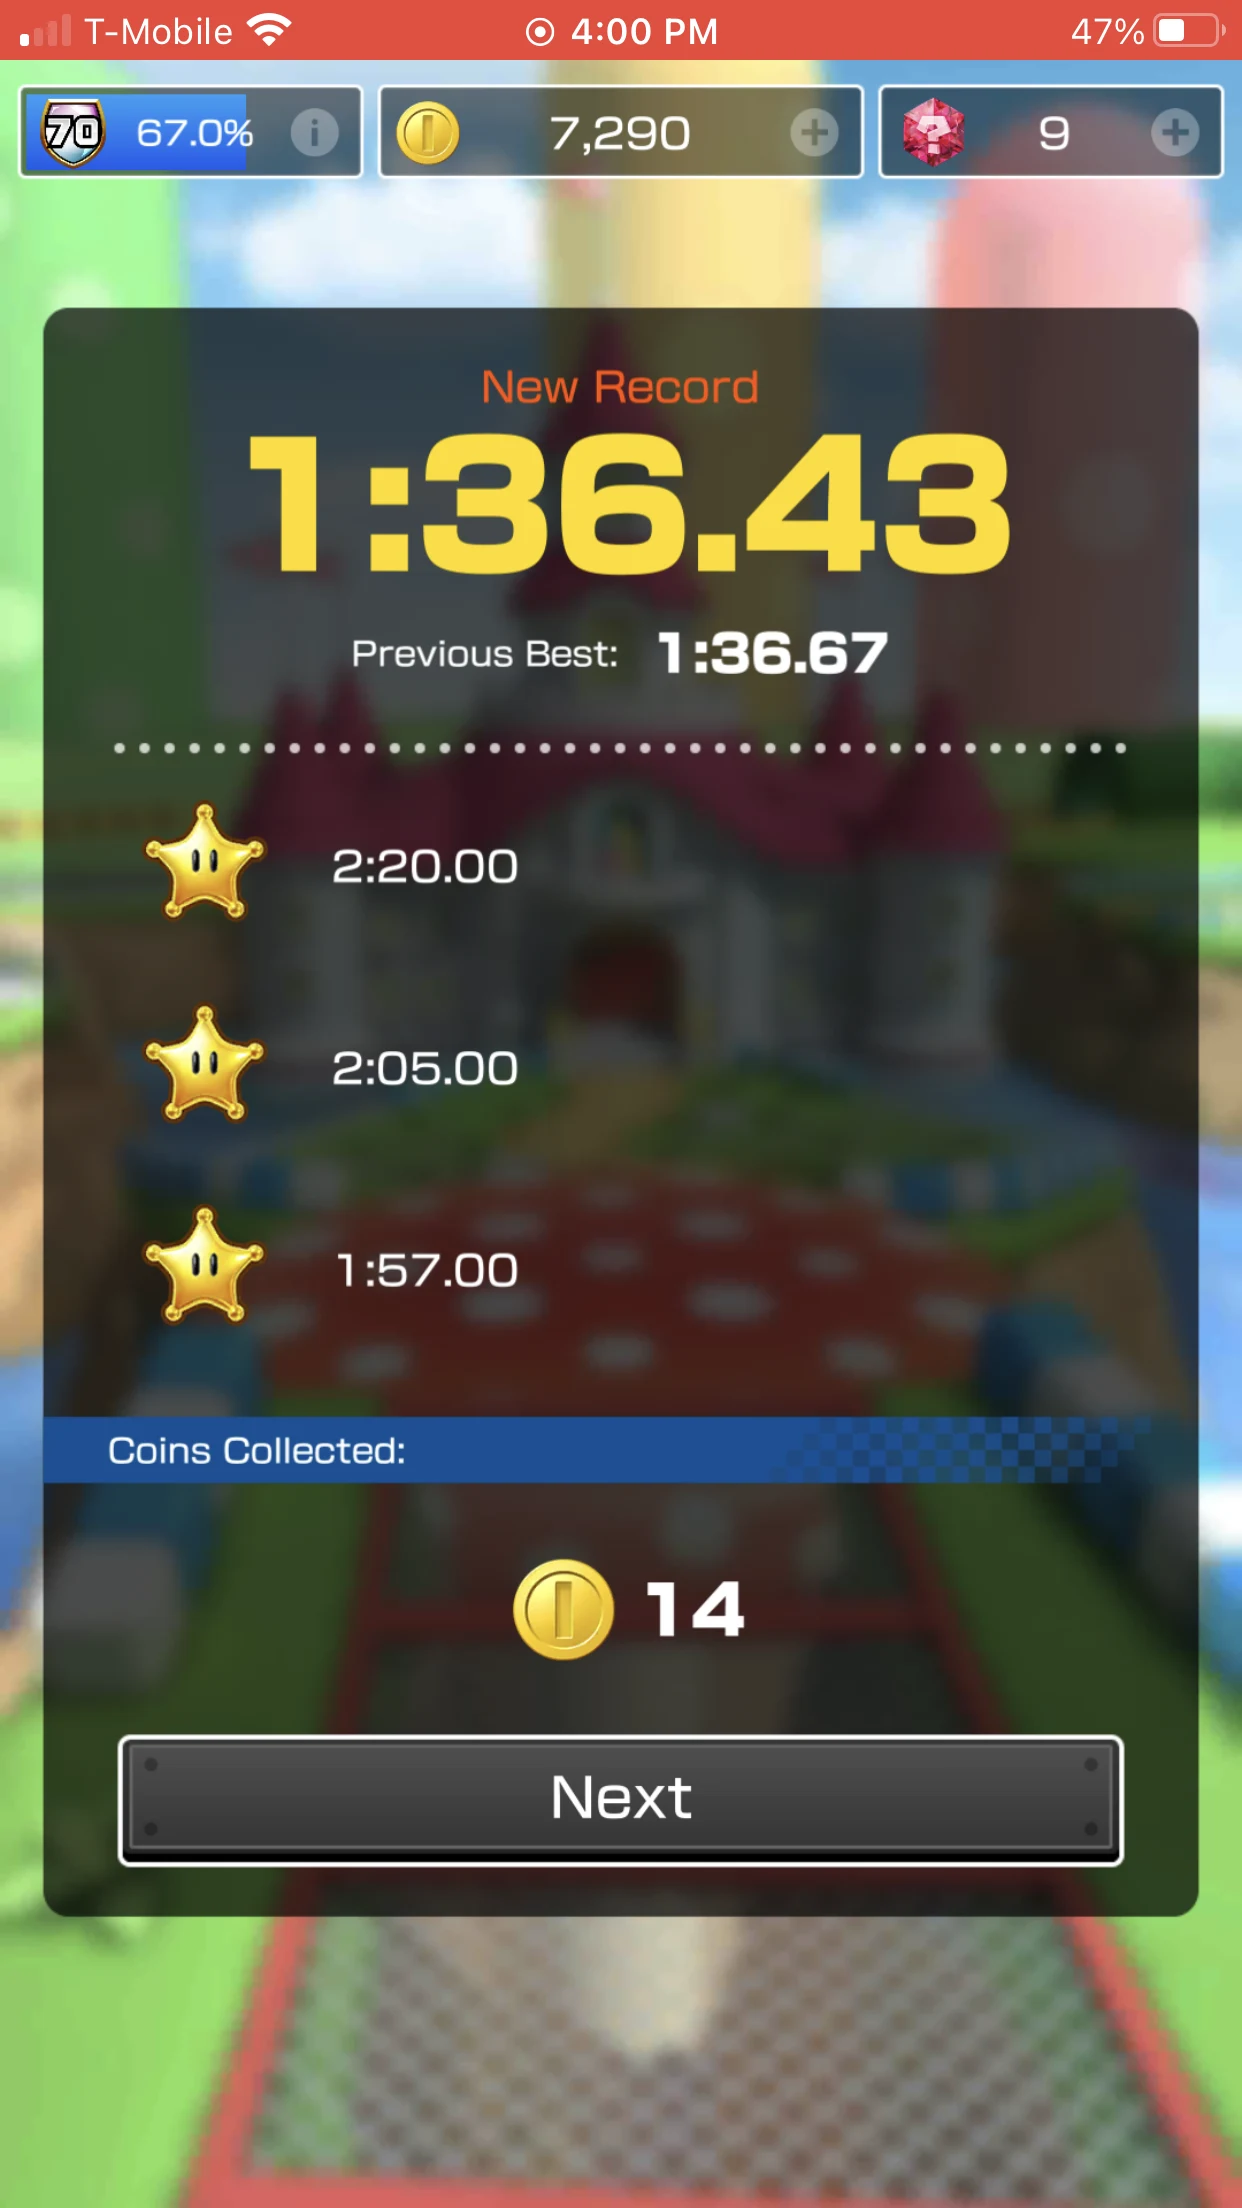 T-Mobile 4:00 PM 47%
70 67.0% i 7,290 + ? 9 +
New Record
1:36.43
Previous Best: 1:36.67
2:20.00
2:05.00
1:57.00
Coins Collected:
14
Next